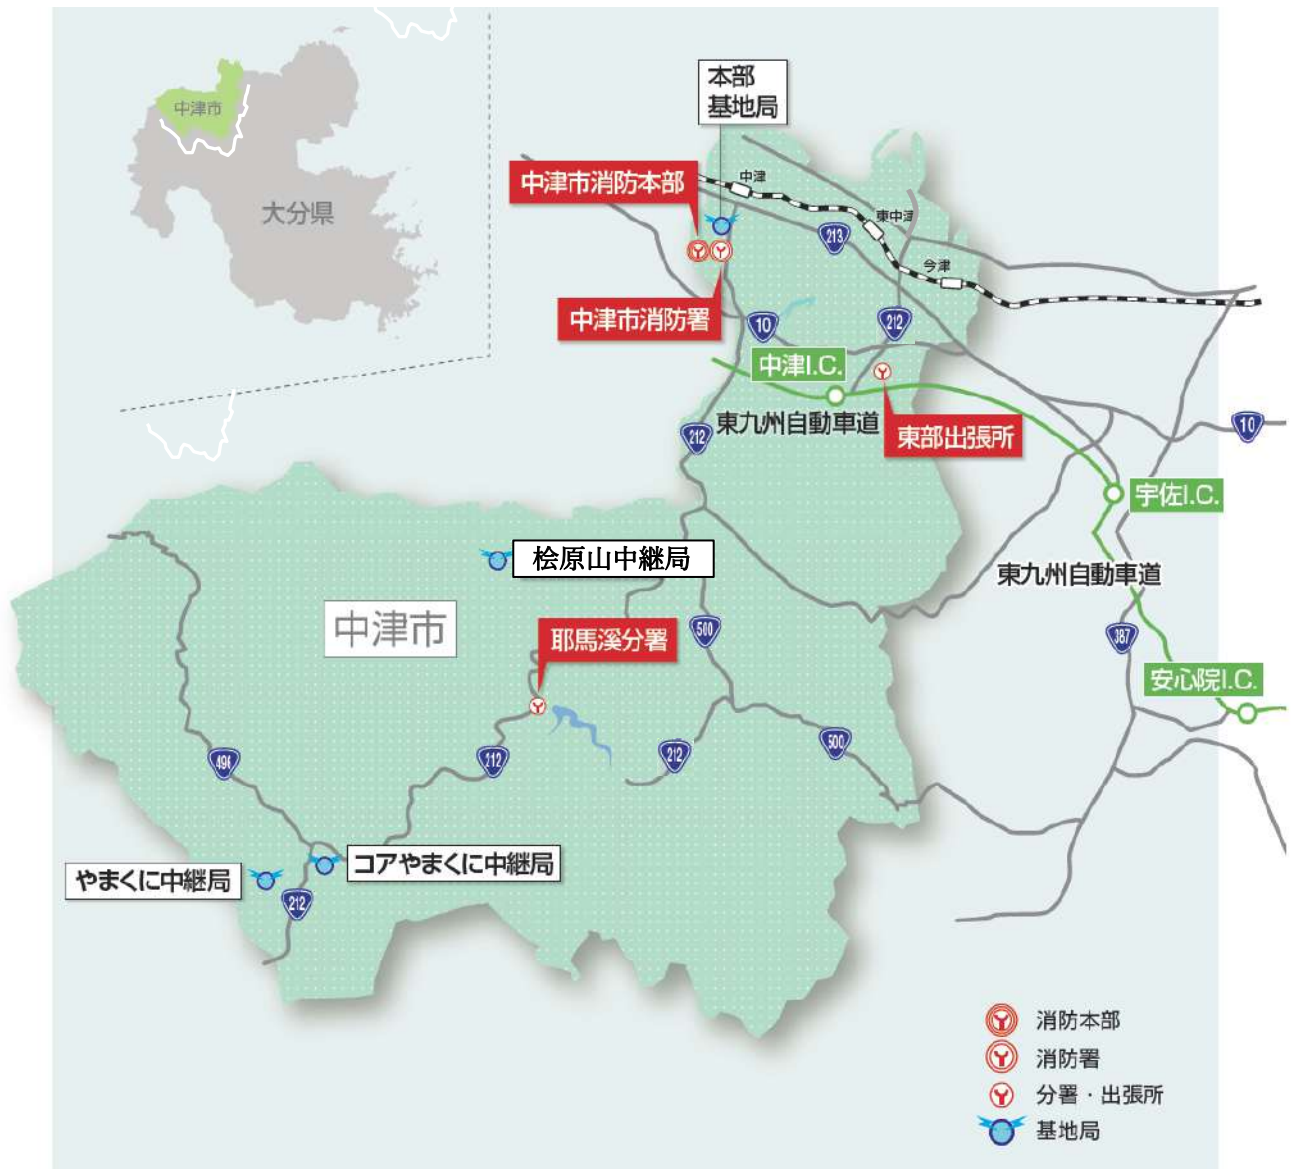 中津市
大分県
本部
基地局
中津市消防本部
中津
東中津
213
今津
中津市消防署
10
212
中津I.C.
東九州自動車道
東部出張所
212
10
宇佐I.C.
桧原山中継局
東九州自動車道
中津市
耶馬溪分署
500
387
安心院I.C.
496
212
212
500
コアやまくに中継局
やまくに中継局
212
消防本部
消防署
分署・出張所
基地局